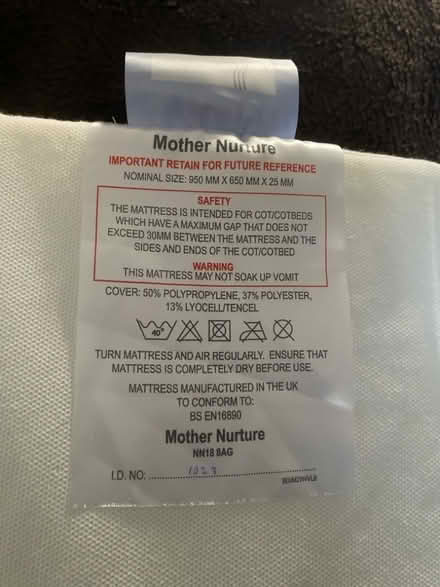 Mother Nurture
IMPORTANT RETAIN FOR FUTURE REFERENCE
NOMINAL SIZE: 950 MM X 650 MM X 25 MM
SAFETY
THE MATTRESS IS INTENDED FOR COT/COTBEDS
WHICH HAVE A MAXIMUM GAP THAT DOES NOT
EXCEED 30MM BETWEEN THE MATTRESS AND THE
SIDES AND ENDS OF THE COT/COTBED
WARNING
THIS MATTRESS MAY NOT SOAK UP VOMIT
COVER: 50% POLYPROPYLENE, 37% POLYESTER,
13% LYOCELL/TENCEL
40°
TURN MATTRESS AND AIR REGULARLY. ENSURE THAT
MATTRESS IS COMPLETELY DRY BEFORE USE.
MATTRESS MANUFACTURED IN THE UK
TO CONFORM TO:
BS EN16890
Mother Nurture
NN18 8AG
I.D. NO: 1023